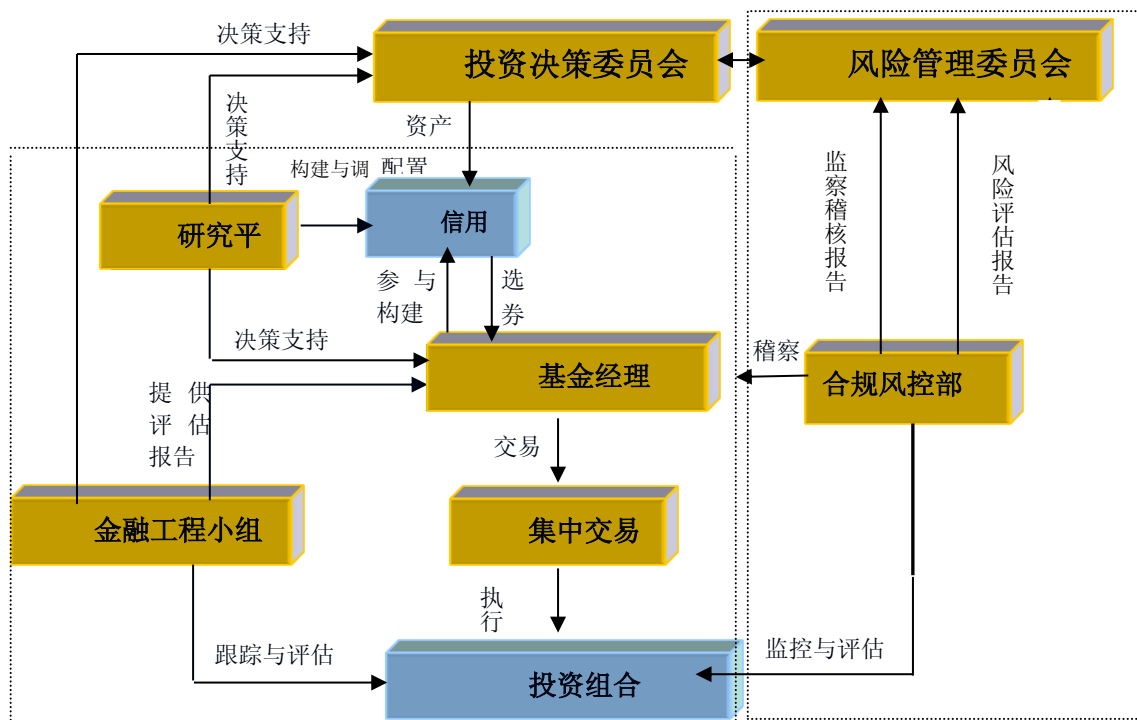 决策支持
投资决策委员会
风险管理委员会
决
策
支
持
资产
构建与调
配置
监
察
稽
核
报
告
风
险
评
估
报
告
研究平
信用
参 与
构建
选
券
决策支持
基金经理
稽察
合规风控部
提 供
评 估
报告
交易
金融工程小组
集中交易
执
行
跟踪与评估
投资组合
监控与评估